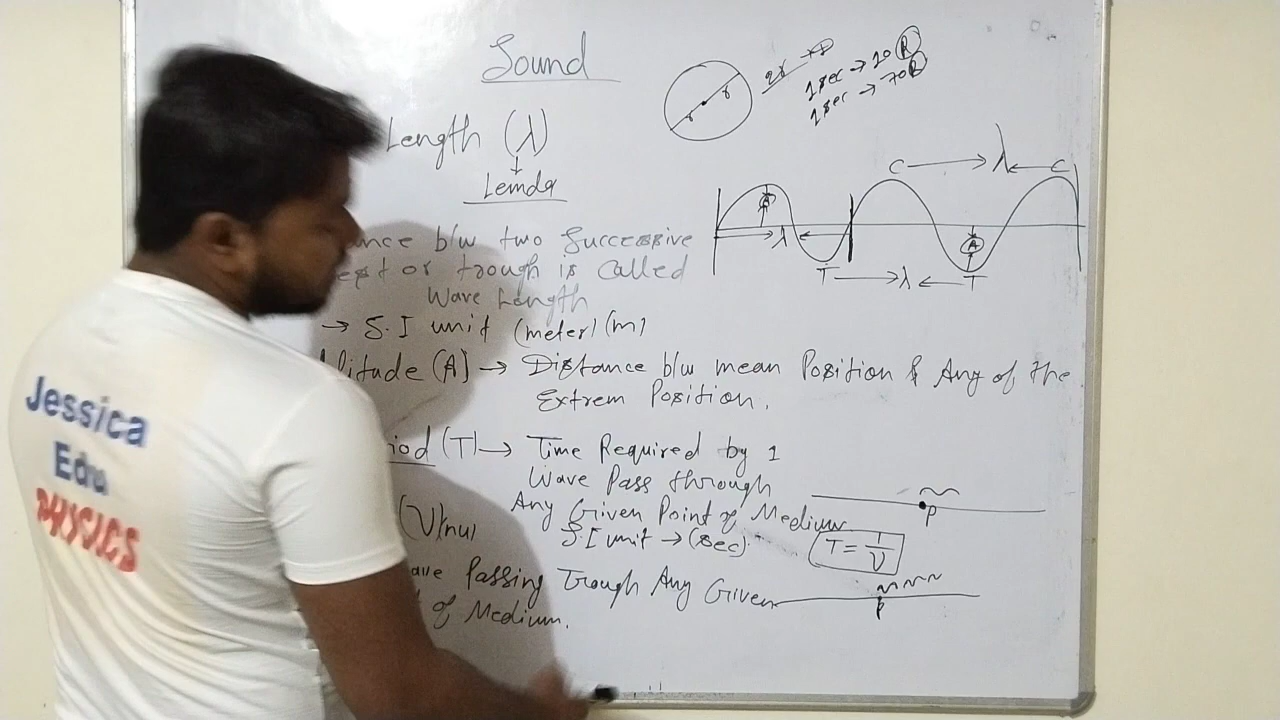 Sound
2r → D
1 sec → 10 R
1 sec → 70 R
Length (λ)
Lemda
r
r
C → λ ← C
A
λ
A
T → λ ← T
ance b/w two Successive
est or trough is called
Wave Length
→ S.I unit (meter) (m)
litude (A) → Distance b/w mean Position & Any of the
Extrem Position.
iod (T) → Time Required by 1
Wave Pass through
Any Given Point of Medium
P
(ν)(nu)
S.I unit → (sec).
T = 1/ν
ave Passing Trough Any Given
P
of Medium.
Jessica
Edu
PHYSICS